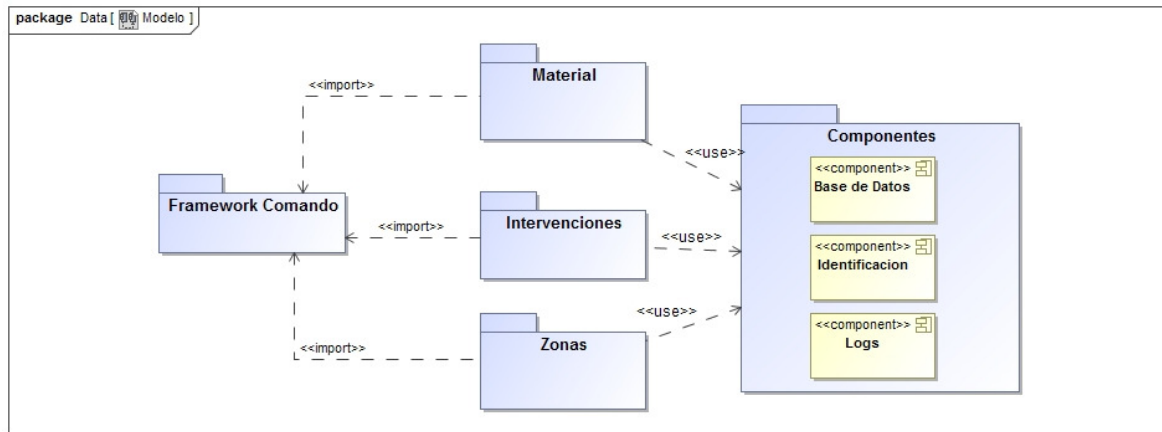 package Data [ Modelo ]
Material
<<import>>
Componentes
<<use>>
<<component>>
Base de Datos
Framework Comando
Intervenciones
<<import>>
<<use>>
<<component>>
Identificacion
<<use>>
<<component>>
Logs
Zonas
<<import>>